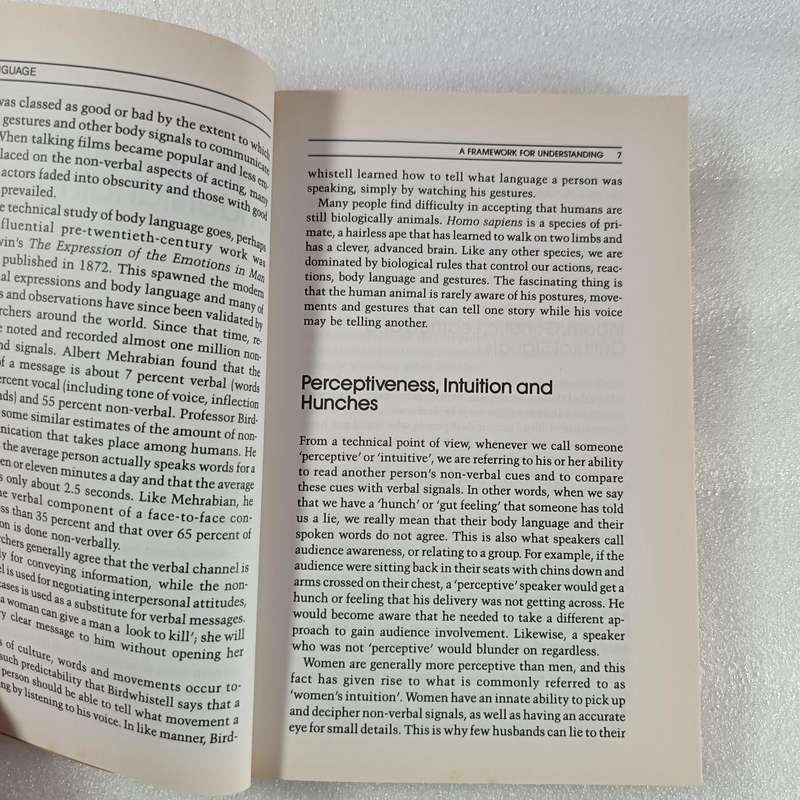 NGUAGE
was classed as good or bad by the extent to which
gestures and other body signals to communicate
When talking films became popular and less em-
laced on the non-verbal aspects of acting, many
actors faded into obscurity and those with good
prevailed.
e technical study of body language goes, perhaps
fluential pre-twentieth-century work was
win's The Expression of the Emotions in Man
published in 1872. This spawned the modern
al expressions and body language and many of
s and observations have since been validated by
rchers around the world. Since that time, re-
e noted and recorded almost one million non-
nd signals. Albert Mehrabian found that the
of a message is about 7 percent verbal (words
ercent vocal (including tone of voice, inflection
nds) and 55 percent non-verbal. Professor Bird-
some similar estimates of the amount of non-
nication that takes place among humans. He
the average person actually speaks words for a
en or eleven minutes a day and that the average
s only about 2.5 seconds. Like Mehrabian, he
e verbal component of a face-to-face con-
ess than 35 percent and that over 65 percent of
on is done non-verbally.
rchers generally agree that the verbal channel is
ly for conveying information, while the non-
el is used for negotiating interpersonal attitudes,
cases is used as a substitute for verbal messages.
a woman can give a man a 'look to kill'; she will
ry clear message to him without opening her
s of culture, words and movements occur to-
such predictability that Birdwhistell says that a
person should be able to tell what movement a
ng by listening to his voice. In like manner, Bird-
A FRAMEWORK FOR UNDERSTANDING 7
whistell learned how to tell what language a person was
speaking, simply by watching his gestures.
Many people find difficulty in accepting that humans are
still biologically animals. Homo sapiens is a species of pri-
mate, a hairless ape that has learned to walk on two limbs and
has a clever, advanced brain. Like any other species, we are
dominated by biological rules that control our actions, reac-
tions, body language and gestures. The fascinating thing is
that the human animal is rarely aware of his postures, move-
ments and gestures that can tell one story while his voice
may be telling another.
Perceptiveness, Intuition and
Hunches
From a technical point of view, whenever we call someone
'perceptive' or 'intuitive', we are referring to his or her ability
to read another person's non-verbal cues and to compare
these cues with verbal signals. In other words, when we say
that we have a 'hunch' or 'gut feeling' that someone has told
us a lie, we really mean that their body language and their
spoken words do not agree. This is also what speakers call
audience awareness, or relating to a group. For example, if the
audience were sitting back in their seats with chins down and
arms crossed on their chest, a 'perceptive' speaker would get a
hunch or feeling that his delivery was not getting across. He
would become aware that he needed to take a different ap-
proach to gain audience involvement. Likewise, a speaker
who was not 'perceptive' would blunder on regardless.
Women are generally more perceptive than men, and this
fact has given rise to what is commonly referred to as
'women's intuition'. Women have an innate ability to pick up
and decipher non-verbal signals, as well as having an accurate
eye for small details. This is why few husbands can lie to their